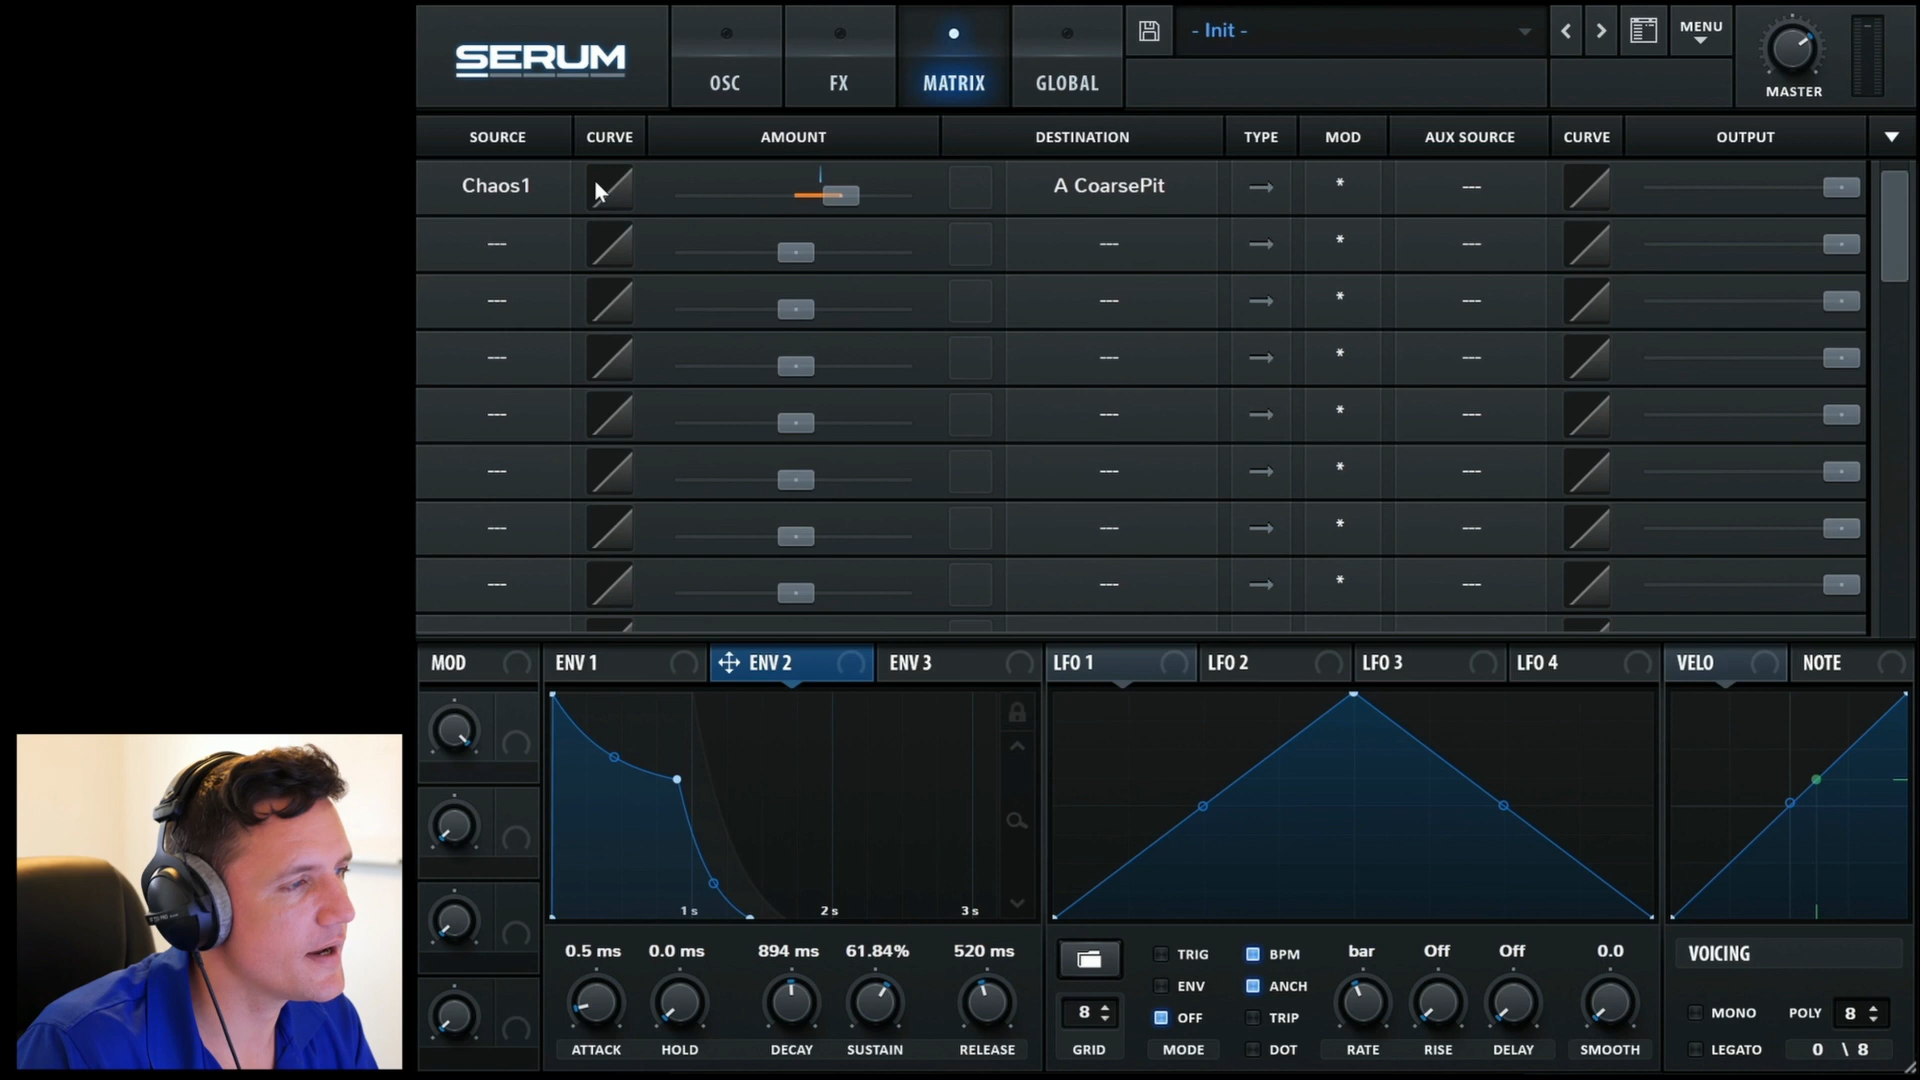 SERUM
OSC
FX
MATRIX
GLOBAL
- Init -
MENU
MASTER
SOURCE CURVE AMOUNT DESTINATION TYPE MOD AUX SOURCE CURVE OUTPUT
Chaos1 A CoarsePit * ---
--- --- * ---
--- --- * ---
--- --- * ---
--- --- * ---
--- --- * ---
--- --- * ---
--- --- * ---
MOD ENV 1 ENV 2 ENV 3 LFO 1 LFO 2 LFO 3 LFO 4 VELO NOTE
1 s 2 s 3 s
0.5 ms 0.0 ms 894 ms 61.84% 520 ms
ATTACK HOLD DECAY SUSTAIN RELEASE
8
GRID
TRIG BPM
ENV ANCH
OFF TRIP
MODE DOT
bar Off Off 0.0
RATE RISE DELAY SMOOTH
VOICING
MONO POLY 8
LEGATO 0 \ 8